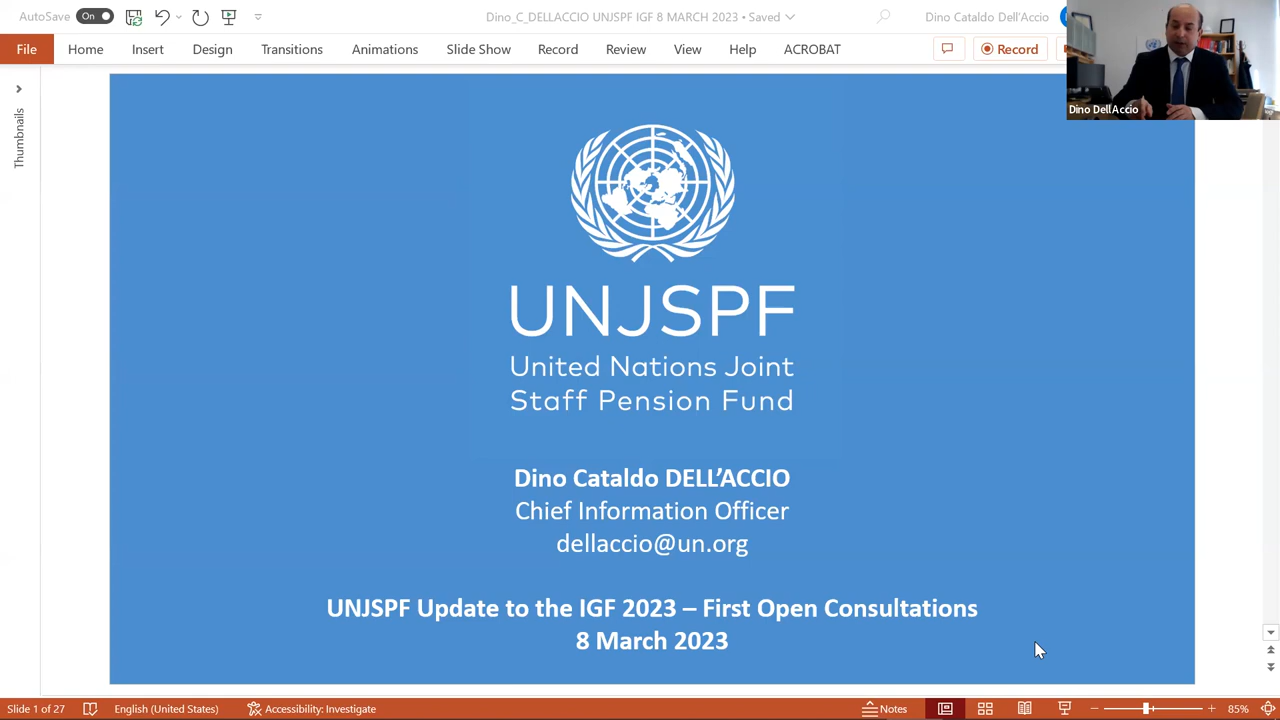 AutoSave On
Dino_C_DELLACCIO UNJSPF IGF 8 MARCH 2023 • Saved
Dino Cataldo Dell'Accio
File Home Insert Design Transitions Animations Slide Show Record Review View Help ACROBAT
Record
Dino Dell'Accio
Thumbnails
UNJSPF
United Nations Joint
Staff Pension Fund
Dino Cataldo DELL’ACCIO
Chief Information Officer
dellaccio@un.org
UNJSPF Update to the IGF 2023 – First Open Consultations
8 March 2023
Slide 1 of 27
English (United States)
Accessibility: Investigate
Notes
85%